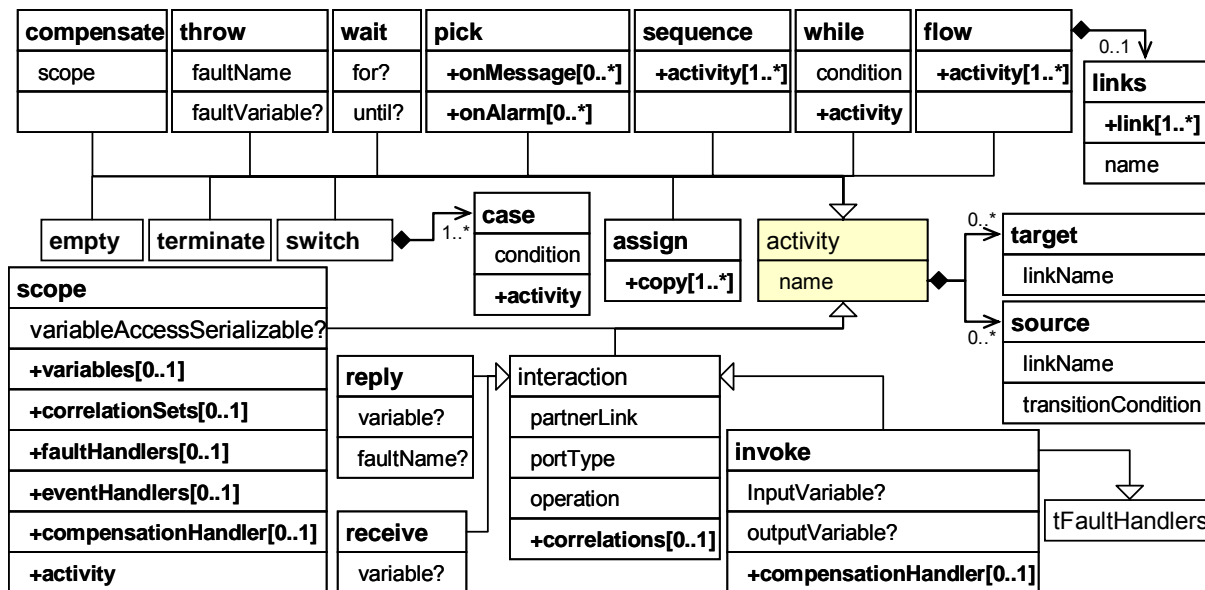 compensate
scope
throw
faultName
faultVariable?
wait
for?
until?
pick
+onMessage[0..*]
+onAlarm[0..*]
sequence
+activity[1..*]
while
condition
+activity
flow
+activity[1..*]
0..1
links
+link[1..*]
name
empty
terminate
switch
1..*
case
condition
+activity
assign
+copy[1..*]
activity
name
0..*
target
linkName
0..*
source
linkName
transitionCondition
scope
variableAccessSerializable?
+variables[0..1]
+correlationSets[0..1]
+faultHandlers[0..1]
+eventHandlers[0..1]
+compensationHandler[0..1]
+activity
reply
variable?
faultName?
receive
variable?
interaction
partnerLink
portType
operation
+correlations[0..1]
invoke
InputVariable?
outputVariable?
+compensationHandler[0..1]
tFaultHandlers